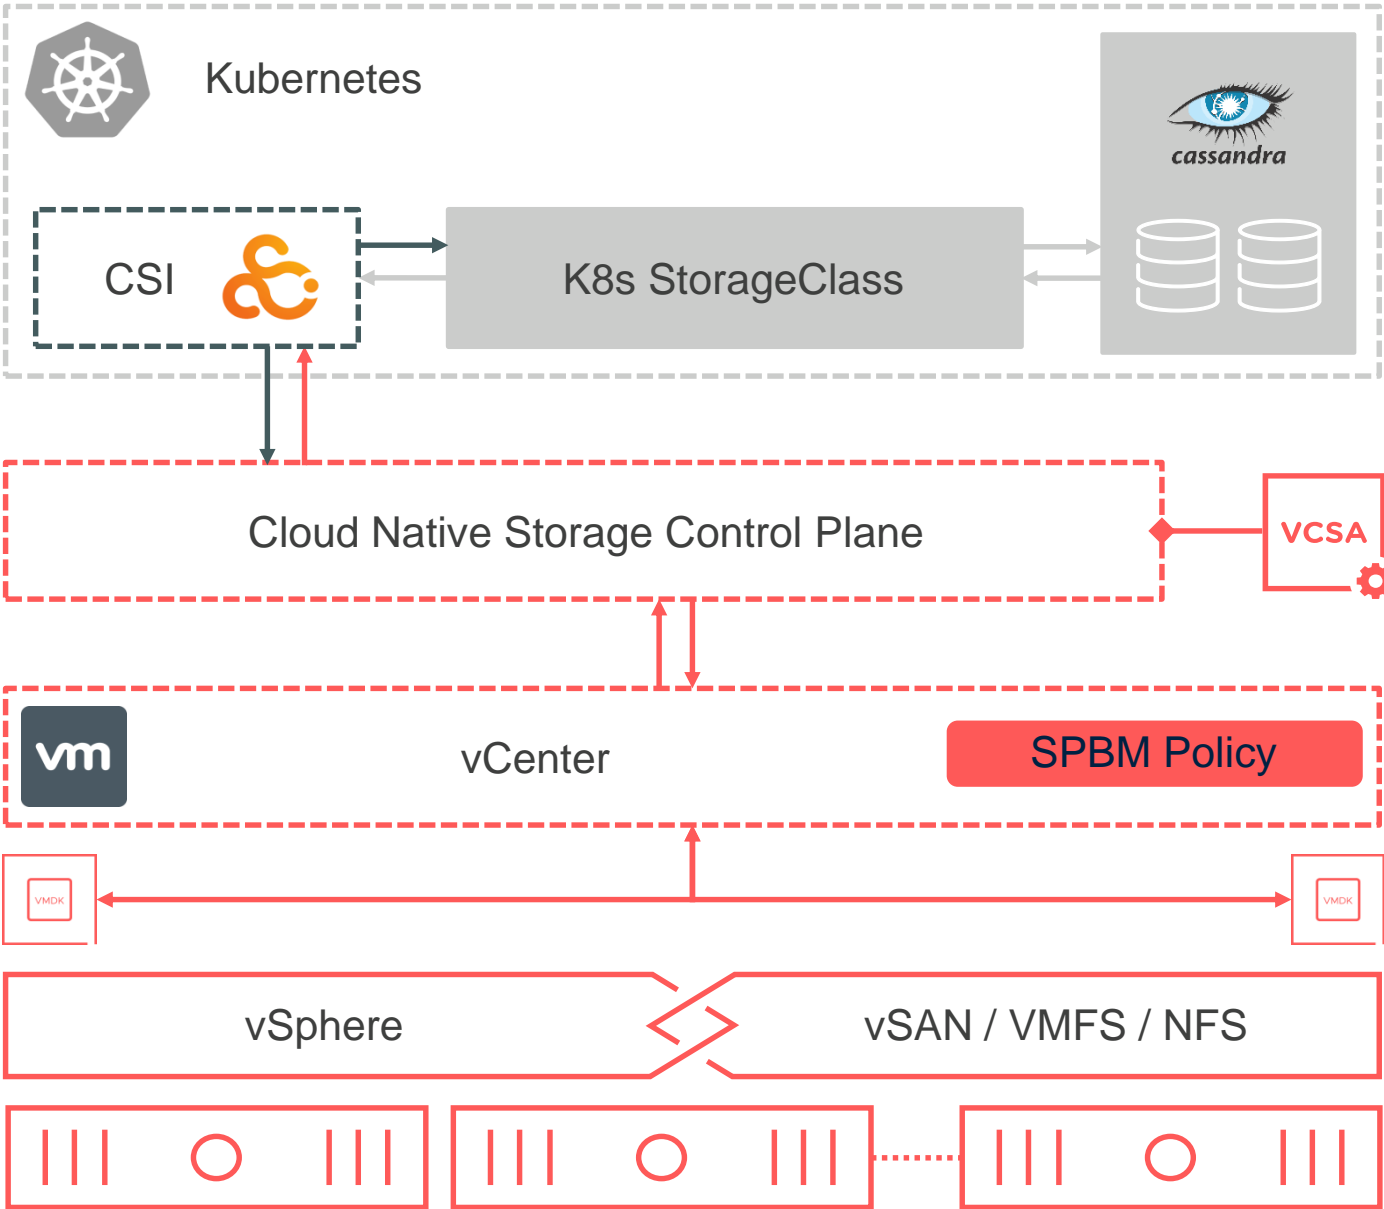 Kubernetes
cassandra
CSI
K8s StorageClass
Cloud Native Storage Control Plane
VCSA
vm
vCenter
SPBM Policy
VMDK
VMDK
vSphere
vSAN / VMFS / NFS